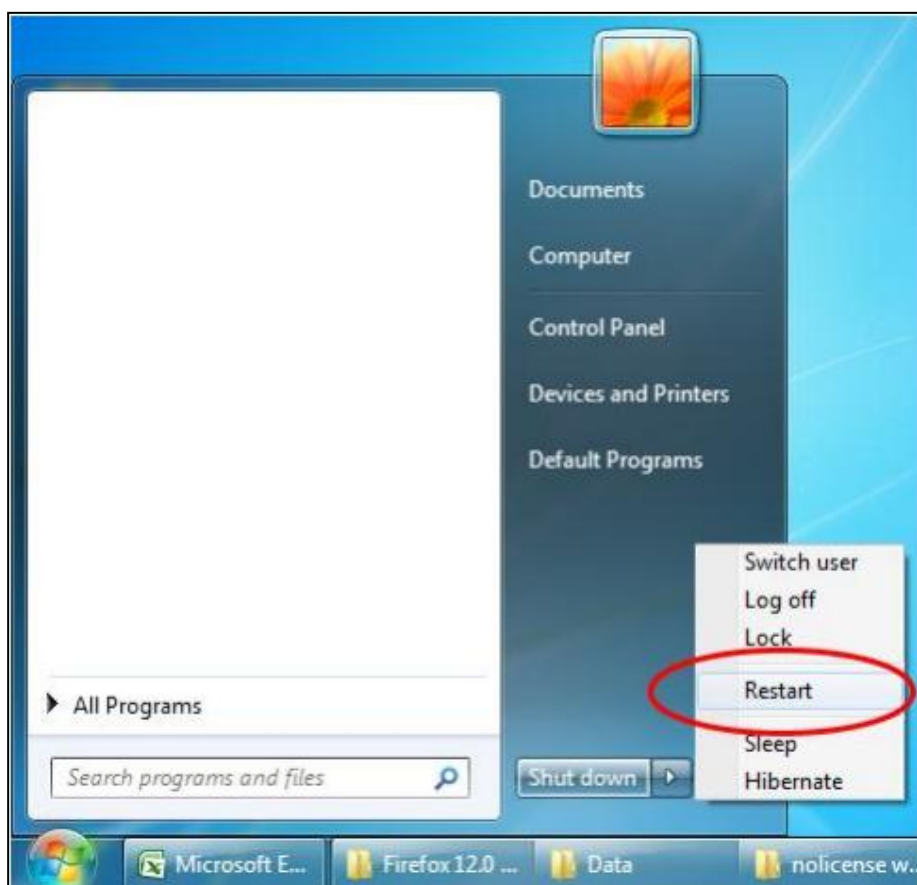 Documents
Computer
Control Panel
Devices and Printers
Default Programs
Switch user
Log off
Lock
Restart
Sleep
Hibernate
All Programs
Search programs and files
Shut down
Microsoft E...
Firefox 12.0 ...
Data
nolicense w.